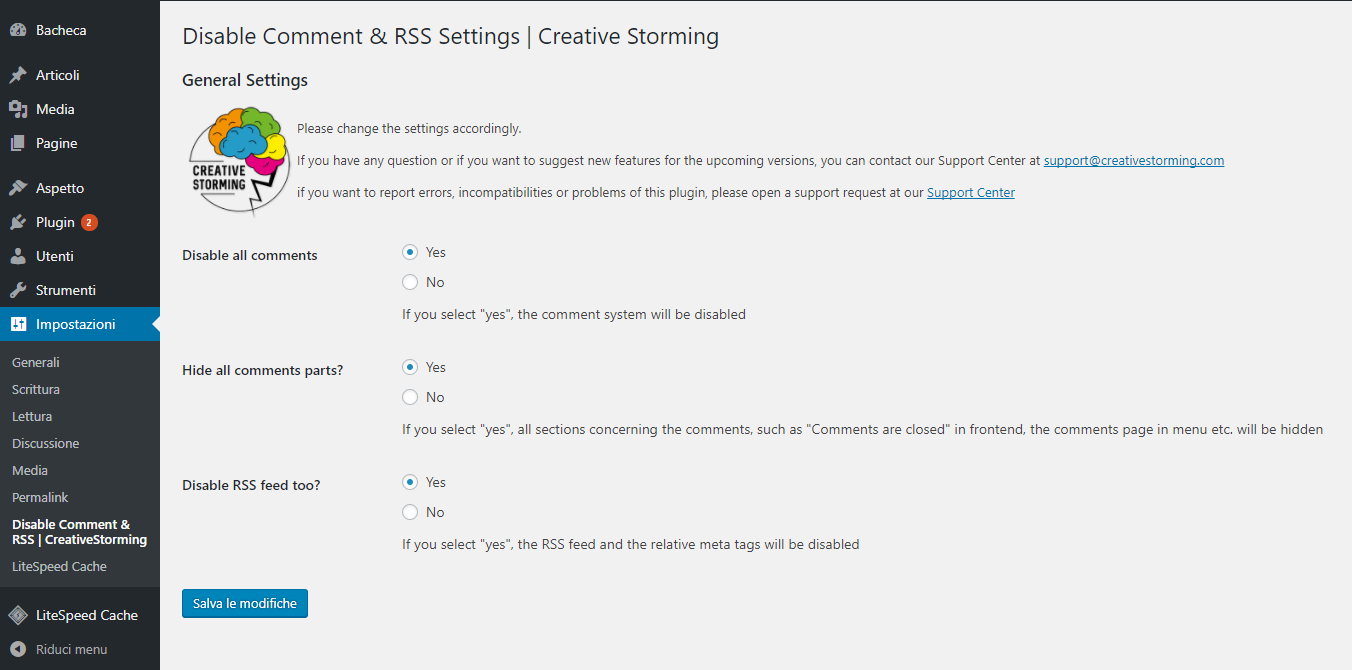 Bacheca
Articoli
Media
Pagine
Aspetto
Plugin 2
Utenti
Strumenti
Impostazioni
Generali
Scrittura
Lettura
Discussione
Media
Permalink
Disable Comment &
RSS | CreativeStorming
LiteSpeed Cache
LiteSpeed Cache
Riduci menu
Disable Comment & RSS Settings | Creative Storming
General Settings
CREATIVE
STORMING
Please change the settings accordingly.
If you have any question or if you want to suggest new features for the upcoming versions, you can contact our Support Center at support@creativestorming.com
if you want to report errors, incompatibilities or problems of this plugin, please open a support request at our Support Center
Disable all comments
Yes
No
If you select "yes", the comment system will be disabled
Hide all comments parts?
Yes
No
If you select "yes", all sections concerning the comments, such as "Comments are closed" in frontend, the comments page in menu etc. will be hidden
Disable RSS feed too?
Yes
No
If you select "yes", the RSS feed and the relative meta tags will be disabled
Salva le modifiche